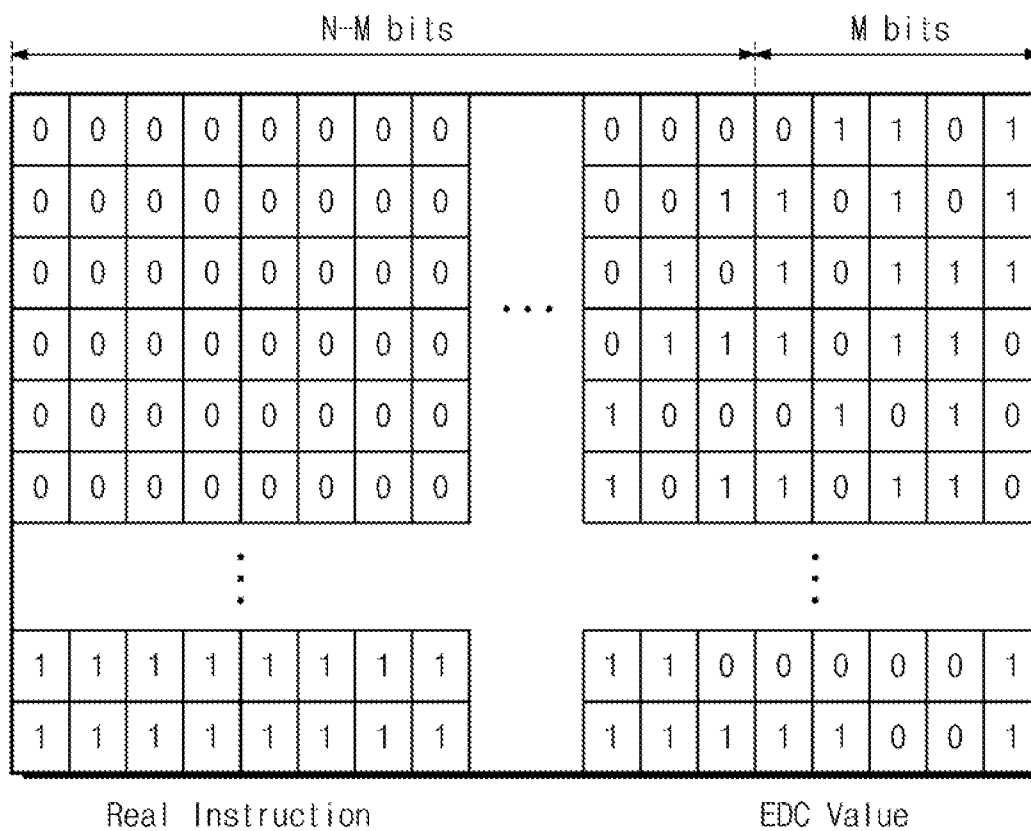 N-M bits M bits
0 0 0 0 0 0 0 0 0 0 0 0 1 1 0 1
0 0 0 0 0 0 0 0 0 0 1 1 0 1 0 1
0 0 0 0 0 0 0 0 0 1 0 1 0 1 1 1
...
0 0 0 0 0 0 0 0 0 1 1 1 0 1 1 0
0 0 0 0 0 0 0 0 1 0 0 0 1 0 1 0
0 0 0 0 0 0 0 0 1 0 1 1 0 1 1 0
1 1 1 1 1 1 1 1 1 1 0 0 0 0 0 1
1 1 1 1 1 1 1 1 1 1 1 1 1 0 0 1
Real Instruction EDC Value